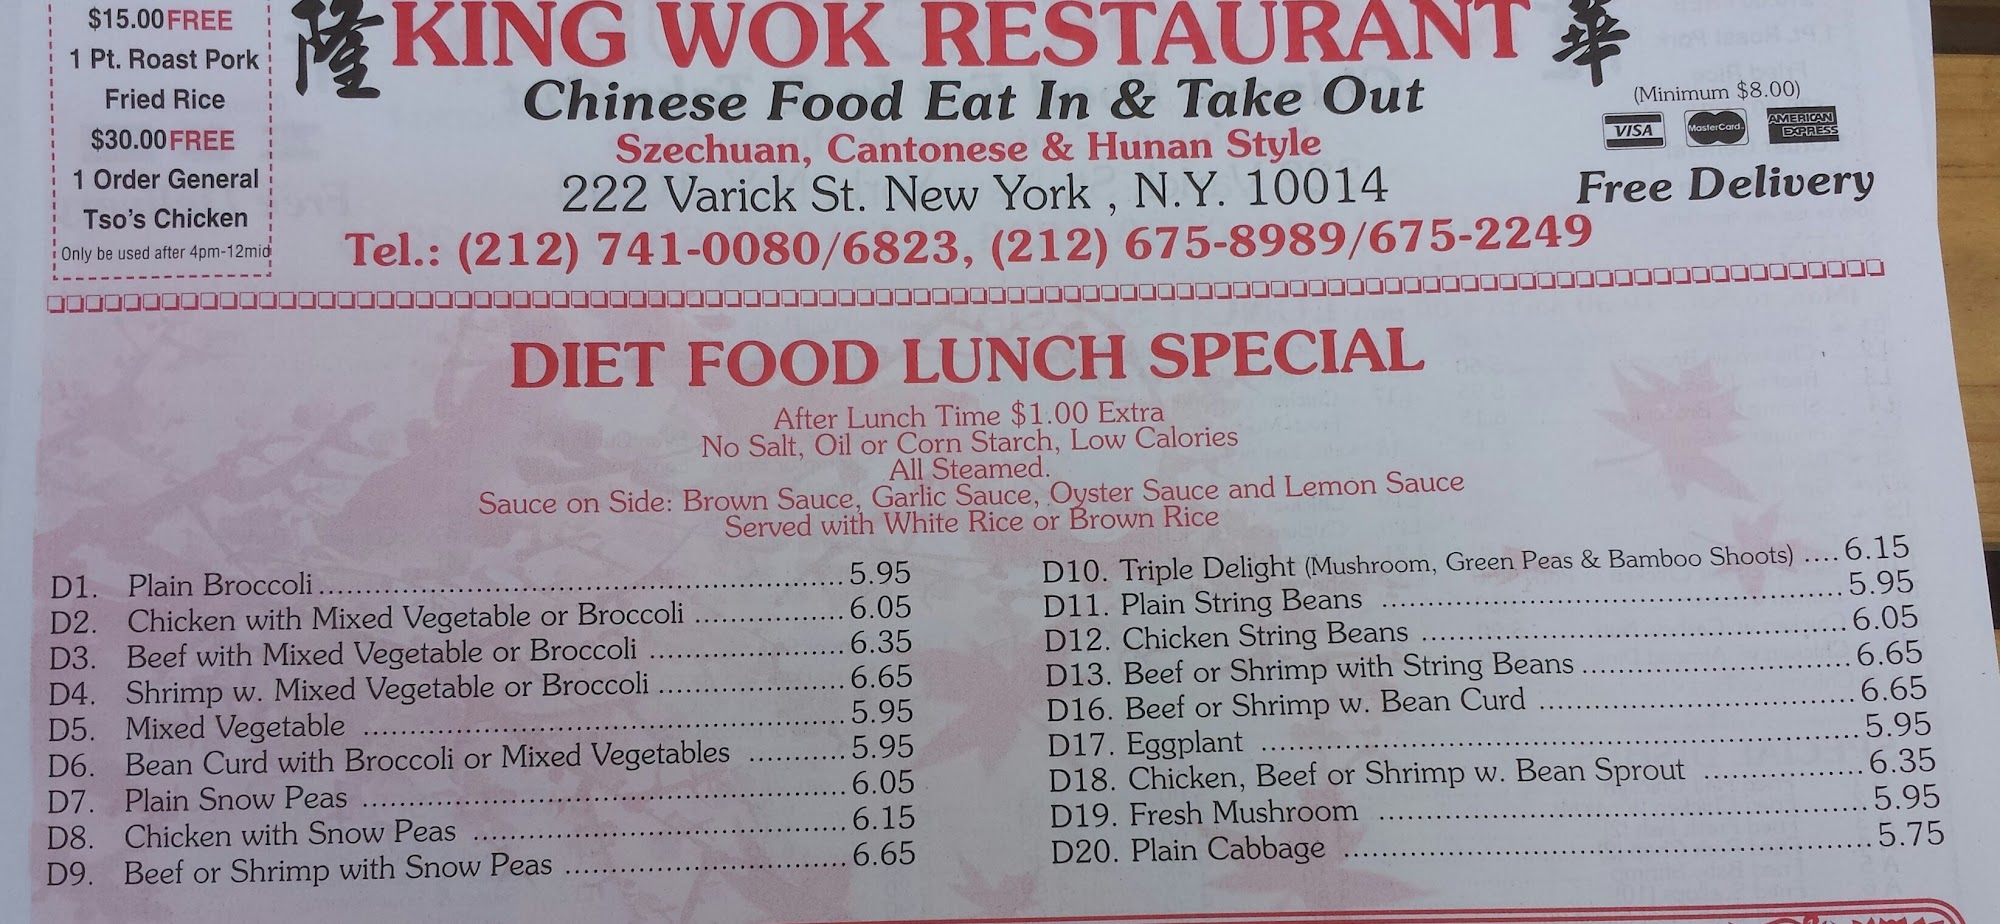 $15.00 FREE
1 Pt. Roast Pork
Fried Rice
$30.00 FREE
1 Order General
Tso's Chicken
Only be used after 4pm-12mid
隆 KING WOK RESTAURANT 華
Chinese Food Eat In & Take Out
Szechuan, Cantonese & Hunan Style
222 Varick St. New York , N.Y. 10014
Tel.: (212) 741-0080/6823, (212) 675-8989/675-2249
(Minimum $8.00)
VISA MasterCard AMERICAN EXPRESS
Free Delivery
DIET FOOD LUNCH SPECIAL
After Lunch Time $1.00 Extra
No Salt, Oil or Corn Starch, Low Calories
All Steamed.
Sauce on Side: Brown Sauce, Garlic Sauce, Oyster Sauce and Lemon Sauce
Served with White Rice or Brown Rice
D1. Plain Broccoli 5.95
D2. Chicken with Mixed Vegetable or Broccoli 6.05
D3. Beef with Mixed Vegetable or Broccoli 6.35
D4. Shrimp w. Mixed Vegetable or Broccoli 6.65
D5. Mixed Vegetable 5.95
D6. Bean Curd with Broccoli or Mixed Vegetables 5.95
D7. Plain Snow Peas 6.05
D8. Chicken with Snow Peas 6.15
D9. Beef or Shrimp with Snow Peas 6.65
D10. Triple Delight (Mushroom, Green Peas & Bamboo Shoots) 6.15
D11. Plain String Beans 5.95
D12. Chicken String Beans 6.05
D13. Beef or Shrimp with String Beans 6.65
D16. Beef or Shrimp w. Bean Curd 6.65
D17. Eggplant 5.95
D18. Chicken, Beef or Shrimp w. Bean Sprout 6.35
D19. Fresh Mushroom 5.95
D20. Plain Cabbage 5.75